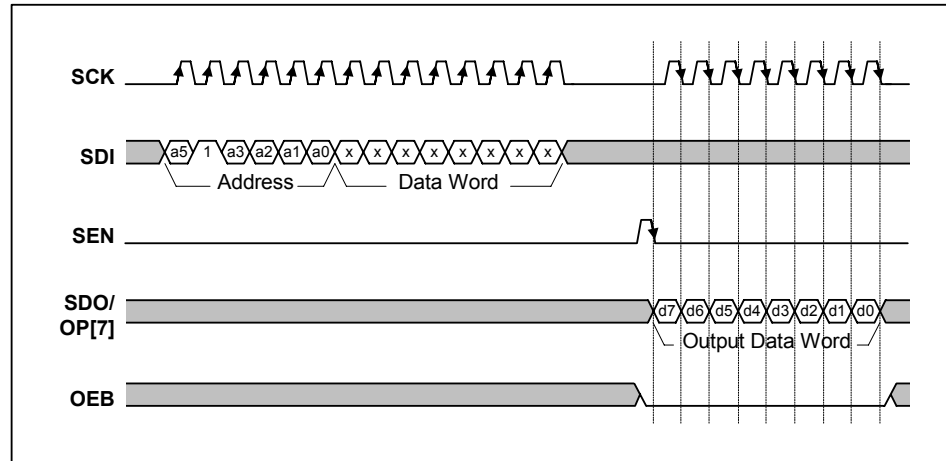 SCK
SDI
a5 1 a3 a2 a1 a0 x x x x x x x x
Address Data Word
SEN
SDO/
OP[7]
d7 d6 d5 d4 d3 d2 d1 d0
Output Data Word
OEB